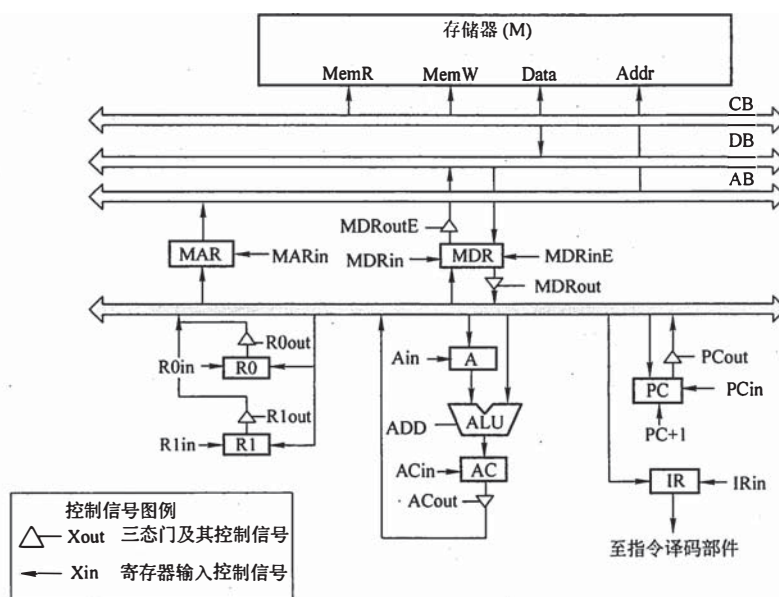 存储器 (M)
MemR MemW Data Addr
CB
DB
AB
MDRoutE
MAR MARin MDRin MDR MDRinE
MDRout
R0out
R0in R0
R1out
R1in R1
Ain A
ADD ALU
ACin AC
ACout
PCout
PC PCin
PC+1
IR IRin
至指令译码部件
控制信号图例
Xout 三态门及其控制信号
Xin 寄存器输入控制信号